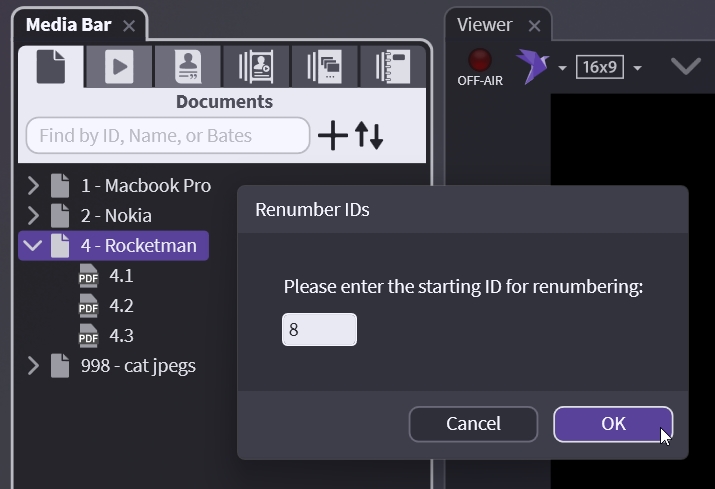 Media Bar
Viewer
OFF-AIR
16x9
Documents
Find by ID, Name, or Bates
1 - Macbook Pro
2 - Nokia
4 - Rocketman
PDF 4.1
PDF 4.2
PDF 4.3
998 - cat jpegs
Renumber IDs
Please enter the starting ID for renumbering:
8
Cancel
OK